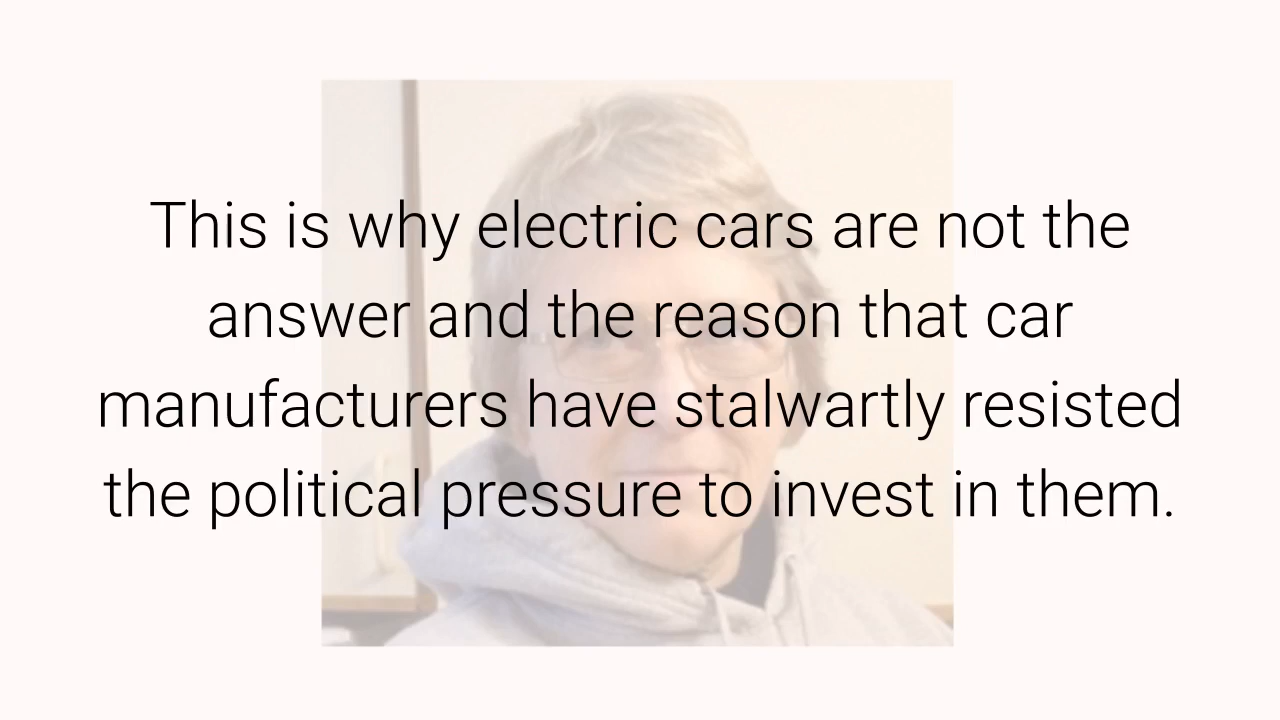 This is why electric cars are not the
answer and the reason that car
manufacturers have stalwartly resisted
the political pressure to invest in them.